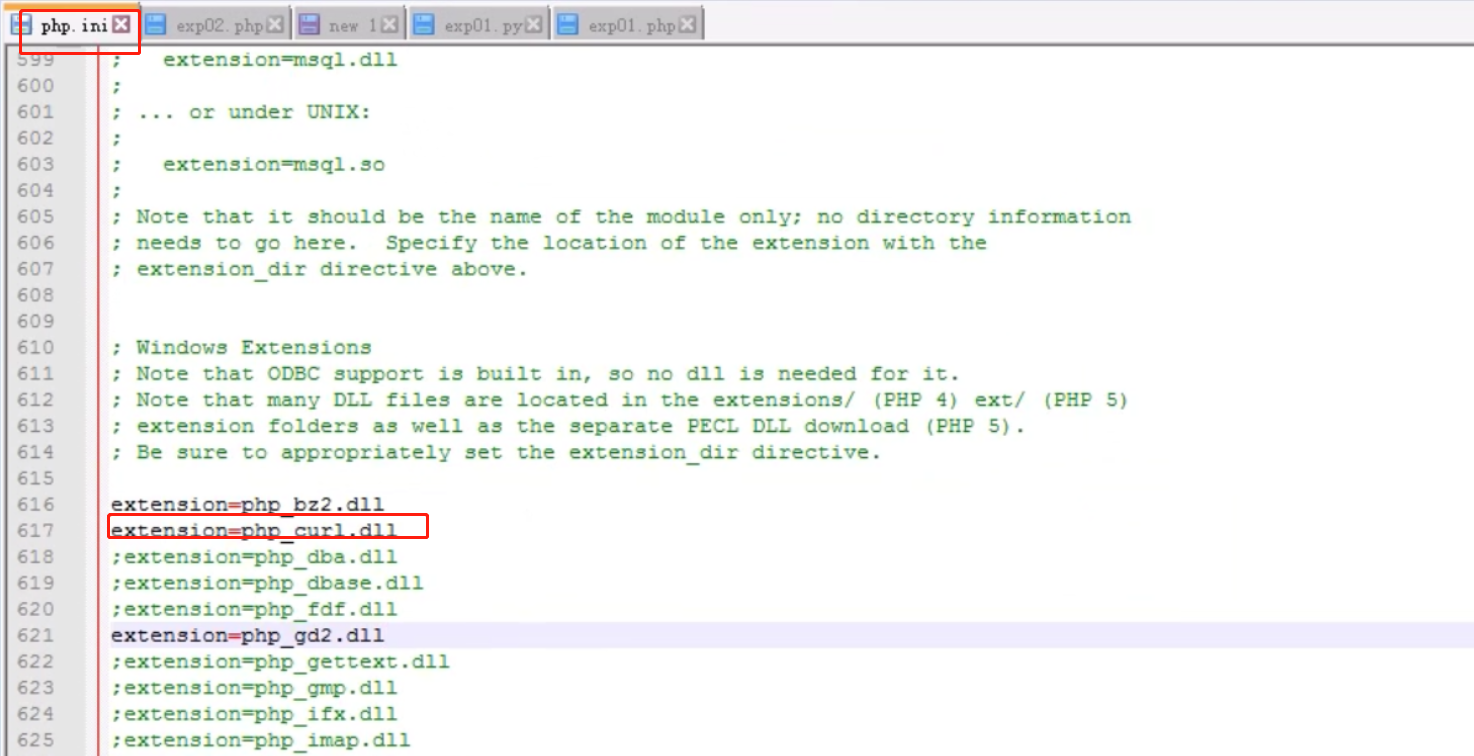 php.ini exp02.php new 1 exp01.py exp01.php
599 ;   extension=msql.dll
600 ;
601 ; ... or under UNIX:
602 ;
603 ;   extension=msql.so
604 ;
605 ; Note that it should be the name of the module only; no directory information
606 ; needs to go here.  Specify the location of the extension with the
607 ; extension_dir directive above.
608
609
610 ; Windows Extensions
611 ; Note that ODBC support is built in, so no dll is needed for it.
612 ; Note that many DLL files are located in the extensions/ (PHP 4) ext/ (PHP 5)
613 ; extension folders as well as the separate PECL DLL download (PHP 5).
614 ; Be sure to appropriately set the extension_dir directive.
615
616 extension=php_bz2.dll
617 extension=php_curl.dll
618 ;extension=php_dba.dll
619 ;extension=php_dbase.dll
620 ;extension=php_fdf.dll
621 extension=php_gd2.dll
622 ;extension=php_gettext.dll
623 ;extension=php_gmp.dll
624 ;extension=php_ifx.dll
625 ;extension=php_imap.dll